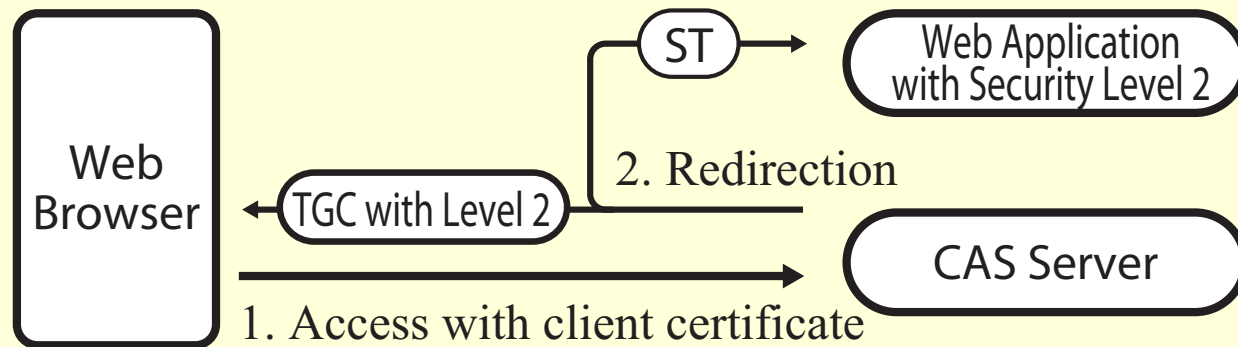 ST
Web Application
with Security Level 2
Web
Browser
2. Redirection
TGC with Level 2
CAS Server
1. Access with client certificate